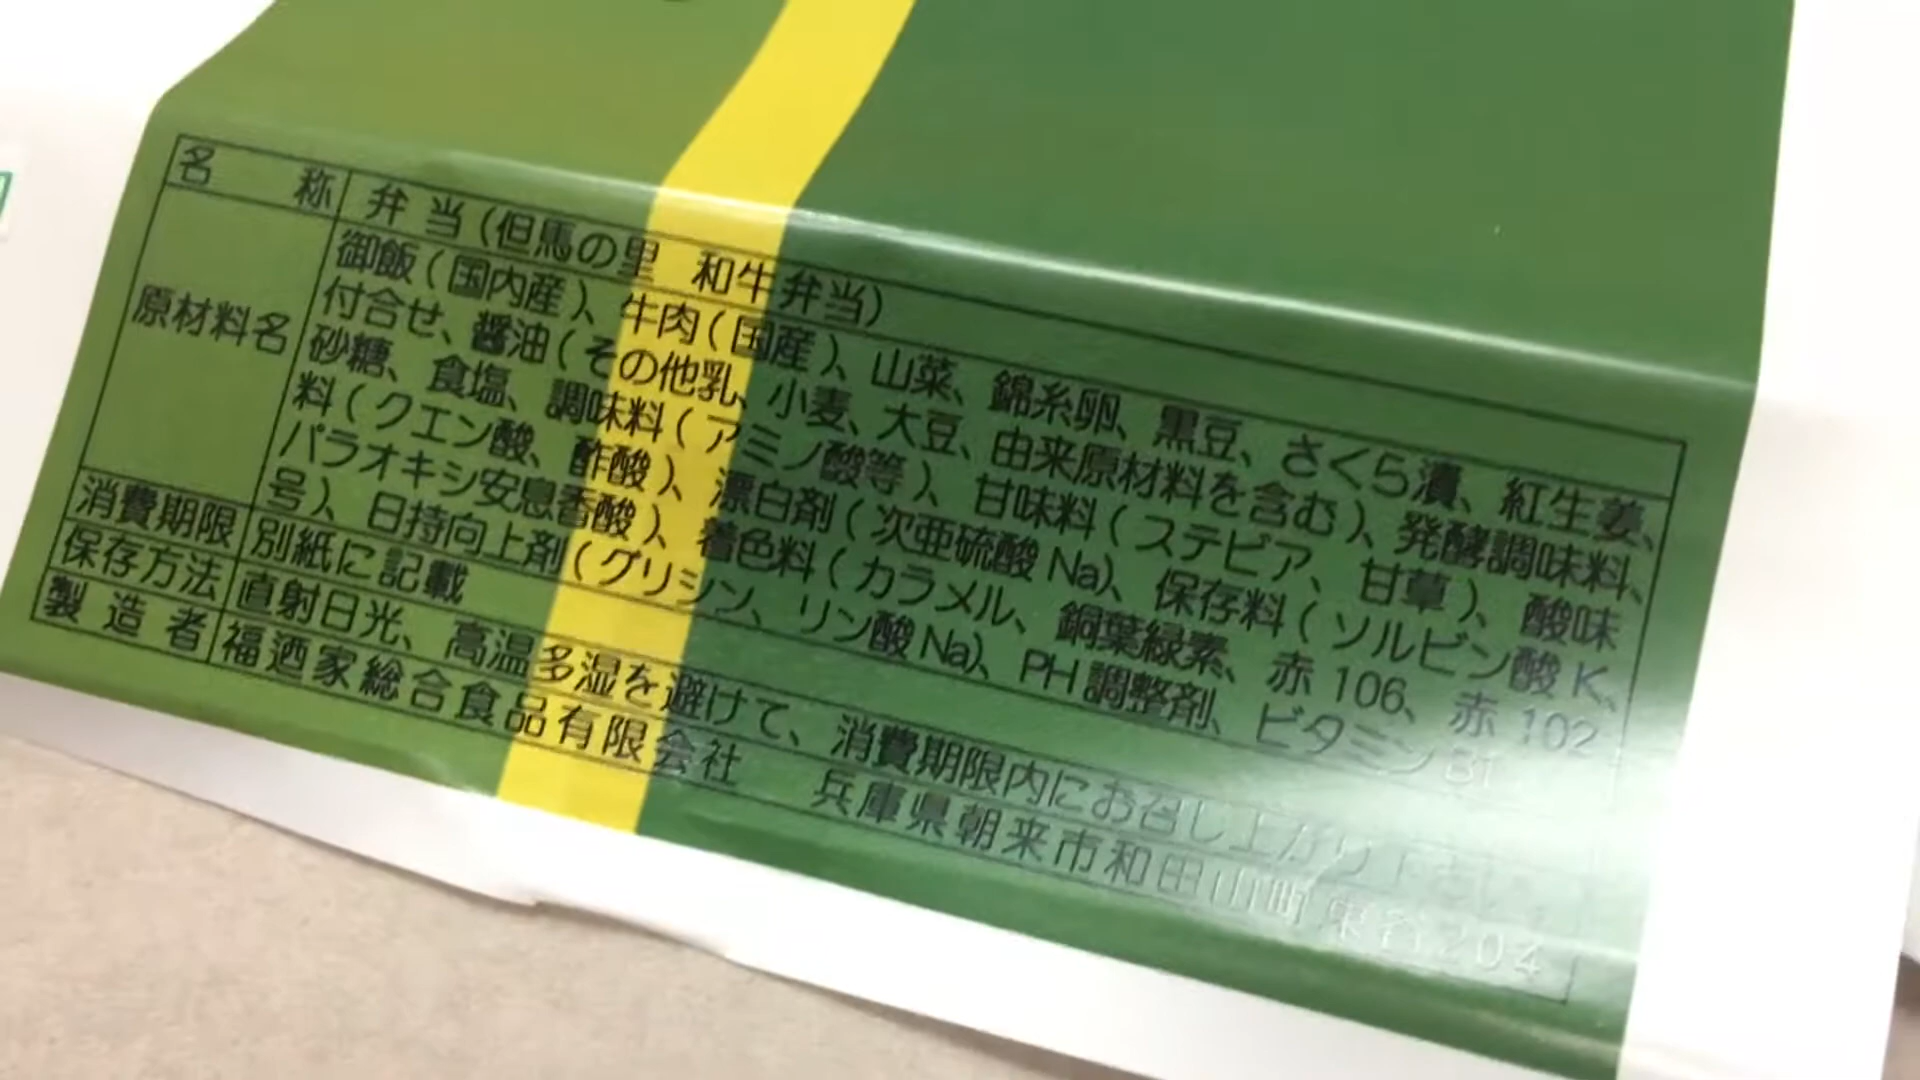 名称 弁当(但馬の里 和牛弁当)
原材料名 御飯(国内産)、牛肉(国産)、山菜、錦糸卵、黒豆、さくら漬、紅生姜、
付合せ、醤油(その他乳、小麦、大豆、由来原材料を含む)、発酵調味料、
砂糖、食塩、調味料(アミノ酸等)、甘味料(ステビア、甘草)、酸味
料(クエン酸、酢酸)、漂白剤(次亜硫酸Na)、保存料(ソルビン酸K、
パラオキシ安息香酸)、着色料(カラメル、銅葉緑素、赤106、赤102
号)、日持向上剤(グリシン、リン酸Na)、PH調整剤、ビタミンB1
消費期限 別紙に記載
保存方法 直射日光、高温多湿を避けて、消費期限内にお召し上がり下さい。
製造者 福酒家総合食品有限会社 兵庫県朝来市和田山町東谷204